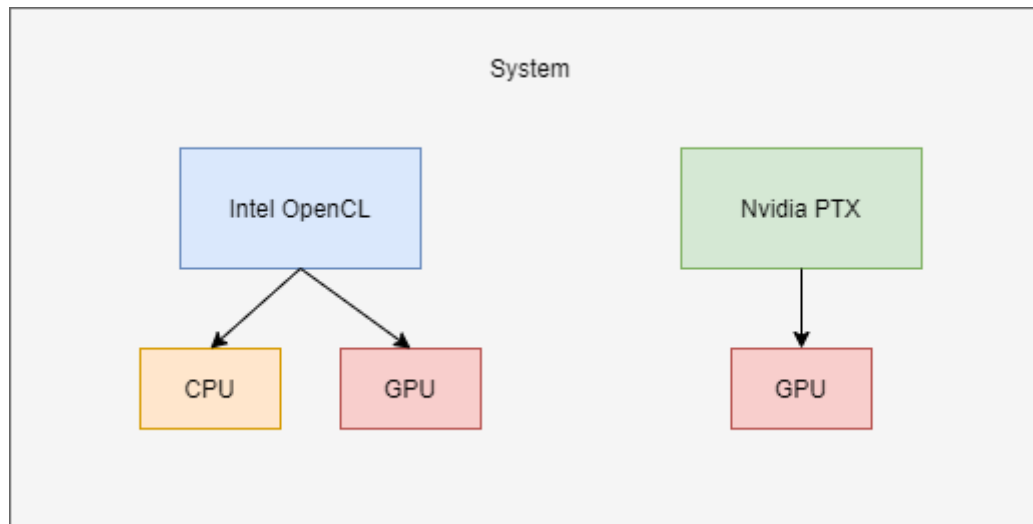 System
Intel OpenCL
Nvidia PTX
CPU
GPU
GPU